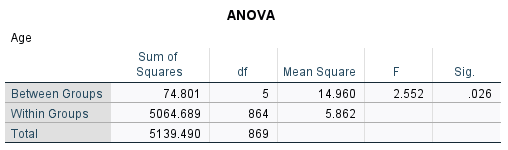 ANOVA
Age
Sum of Squares df Mean Square F Sig.
Between Groups 74.801 5 14.960 2.552 .026
Within Groups 5064.689 864 5.862
Total 5139.490 869